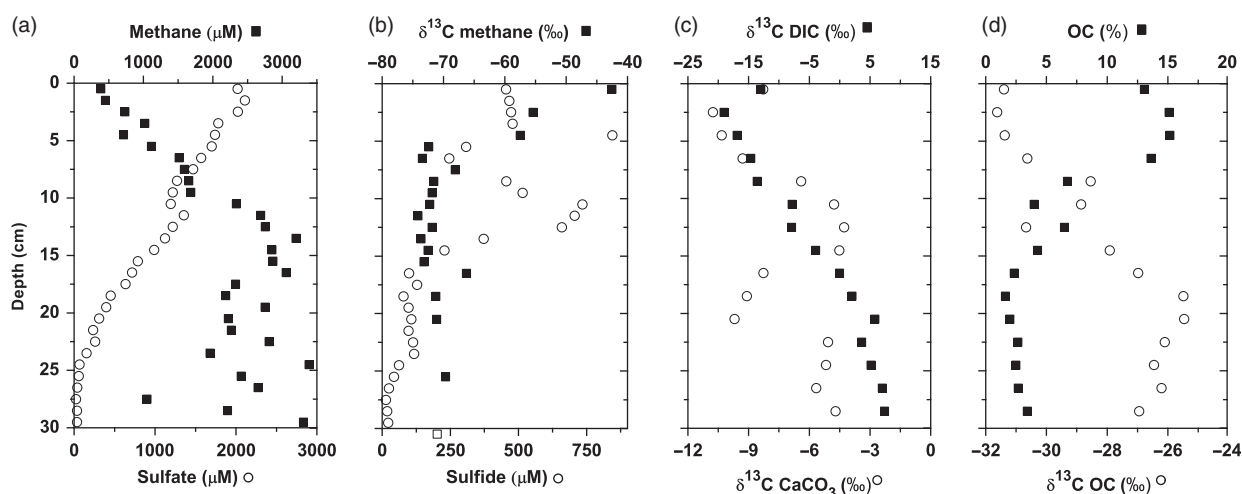 (a)
Methane (μM)
0 1000 2000 3000
0
5
10
15
20
25
30
Depth (cm)
0 1000 2000 3000
Sulfate (μM)
(b)
δ¹³C methane (‰)
−80 −70 −60 −50 −40
0 250 500 750
Sulfide (μM)
(c)
δ¹³C DIC (‰)
−25 −15 −5 5 15
−12 −9 −6 −3 0
δ¹³C CaCO₃ (‰)
(d)
OC (%)
0 5 10 15 20
−32 −30 −28 −26 −24
δ¹³C OC (‰)